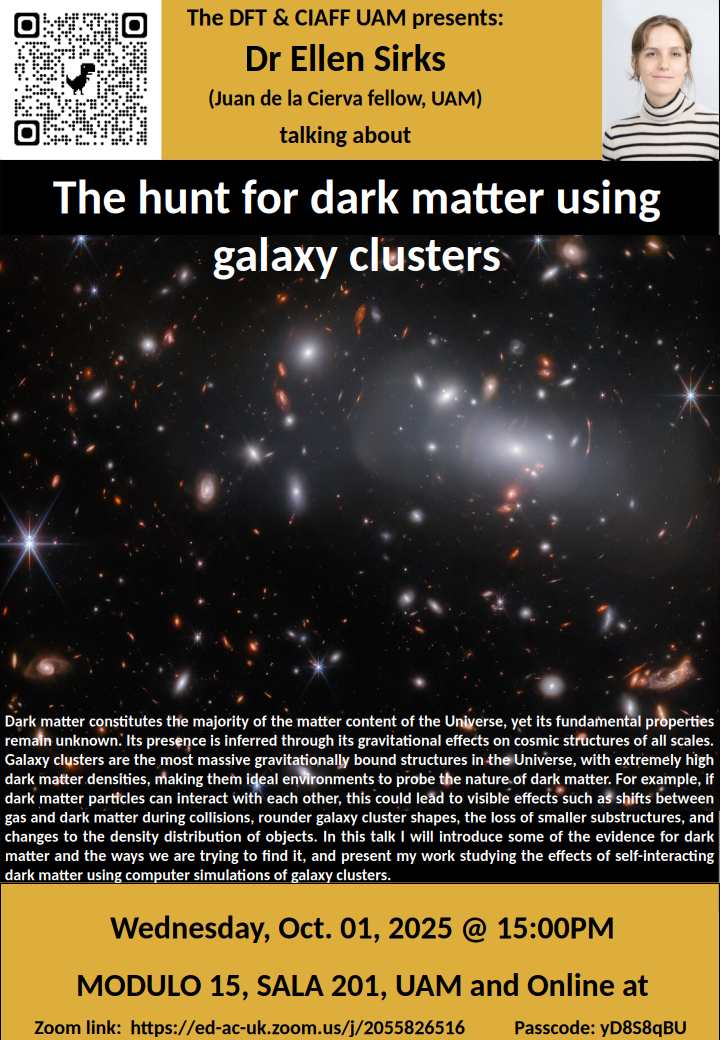 The DFT & CIAFF UAM presents:
Dr Ellen Sirks
(Juan de la Cierva fellow, UAM)
talking about
The hunt for dark matter using
galaxy clusters
Dark matter constitutes the majority of the matter content of the Universe, yet its fundamental properties
remain unknown. Its presence is inferred through its gravitational effects on cosmic structures of all scales.
Galaxy clusters are the most massive gravitationally bound structures in the Universe, with extremely high
dark matter densities, making them ideal environments to probe the nature of dark matter. For example, if
dark matter particles can interact with each other, this could lead to visible effects such as shifts between
gas and dark matter during collisions, rounder galaxy cluster shapes, the loss of smaller substructures, and
changes to the density distribution of objects. In this talk I will introduce some of the evidence for dark
matter and the ways we are trying to find it, and present my work studying the effects of self-interacting
dark matter using computer simulations of galaxy clusters.
Wednesday, Oct. 01, 2025 @ 15:00PM
MODULO 15, SALA 201, UAM and Online at
Zoom link: https://ed-ac-uk.zoom.us/j/2055826516 Passcode: yD8S8qBU